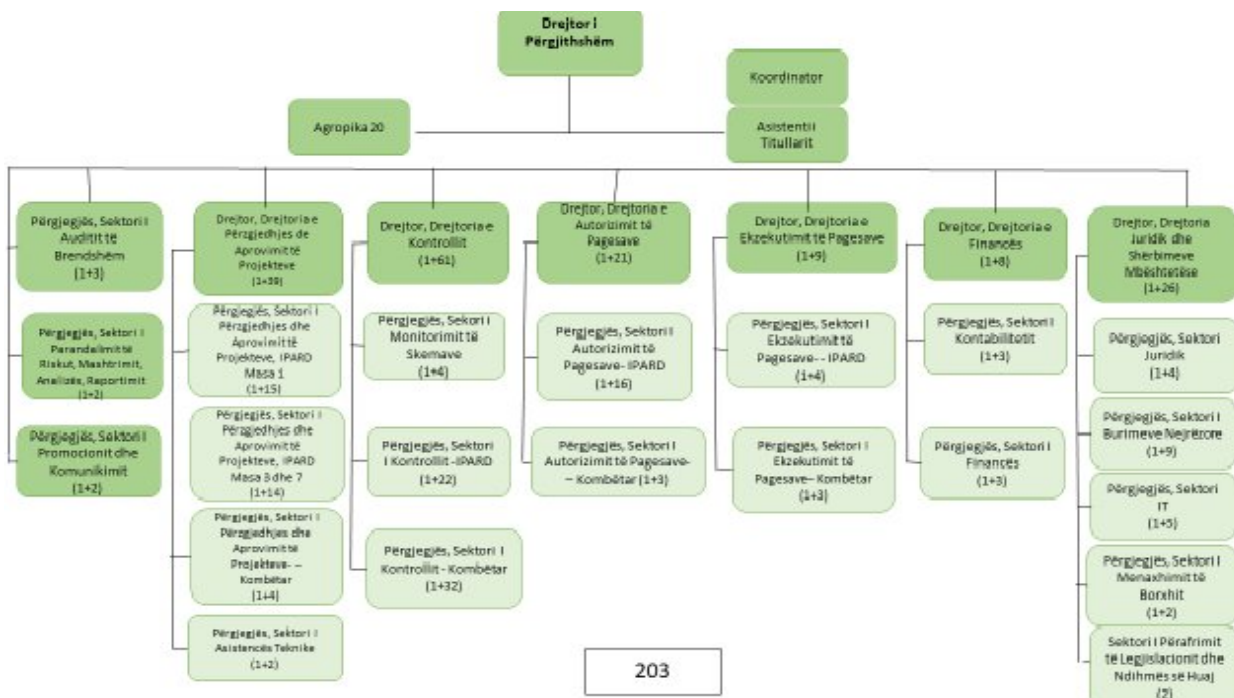 Drejtor i
Përgjithshëm
Koordinator
Agropika 20
Asistenti i
Titullarit
Përgjegjës, Sektori I
Auditit të
Brendshëm
(1+3)
Përgjegjës, Sektori I
Parandalimit të
Riskut, Mashtrimit,
Analizës, Raportimit
(1+2)
Përgjegjës, Sektori I
Promocionit dhe
Komunikimit
(1+2)
Drejtor, Drejtoria e
Përzgjedhjes de
Aprovimit të
Projekteve
(1+39)
Përgjegjës, Sektori I
Përzgjedhjes dhe
Aprovimit të
Projekteve, IPARD
Masa 1
(1+15)
Përgjegjës, Sektori I
Përzgjedhjes dhe
Aprovimit të
Projekteve, IPARD
Masa 3 dhe 7
(1+14)
Përgjegjës, Sektori I
Përzgjedhjes dhe
Aprovimit të
Projekteve- –
Kombëtar
(1+4)
Përgjegjës, Sektori I
Asistencës Teknike
(1+2)
Drejtor, Drejtoria e
Kontrollit
(1+61)
Përgjegjës, Sekori I
Monitorimit të
Skemave
(1+4)
Përgjegjës, Sektori
I Kontrollit -IPARD
(1+22)
Përgjegjës, Sektori I
Kontrollit - Kombëtar
(1+32)
Drejtor, Drejtoria e
Autorizimit të
Pagesave
(1+21)
Përgjegjës, Sektori I
Autorizimit të
Pagesave- IPARD
(1+16)
Përgjegjës, Sektori I
Autorizimit të Pagesave-
– Kombëtar (1+3)
Drejtor, Drejtoria e
Ekzekutimit të Pagesave
(1+9)
Përgjegjës, Sektori I
Ekzekutimit të
Pagesave- - IPARD
(1+4)
Përgjegjës, Sektori I
Ekzekutimit të
Pagesave– Kombëtar
(1+3)
Drejtor, Drejtoria e
Financës
(1+8)
Përgjegjës, Sektori I
Kontabilitetit
(1+3)
Përgjegjës, Sektori I
Financës
(1+3)
Drejtor, Drejtoria
Juridik dhe
Shërbimeve
Mbështetëse
(1+26)
Përgjegjës, Sektori
Juridik
(1+4)
Përgjegjës, Sektori I
Burimeve Nejrëzore
(1+9)
Përgjegjës, Sektori
IT
(1+5)
Përgjegjës, Sektori I
Menaxhimit të
Borxhit
(1+2)
Sektori I Përafrimit
të Legjislacionit dhe
Ndihmës së Huaj
(2)
203